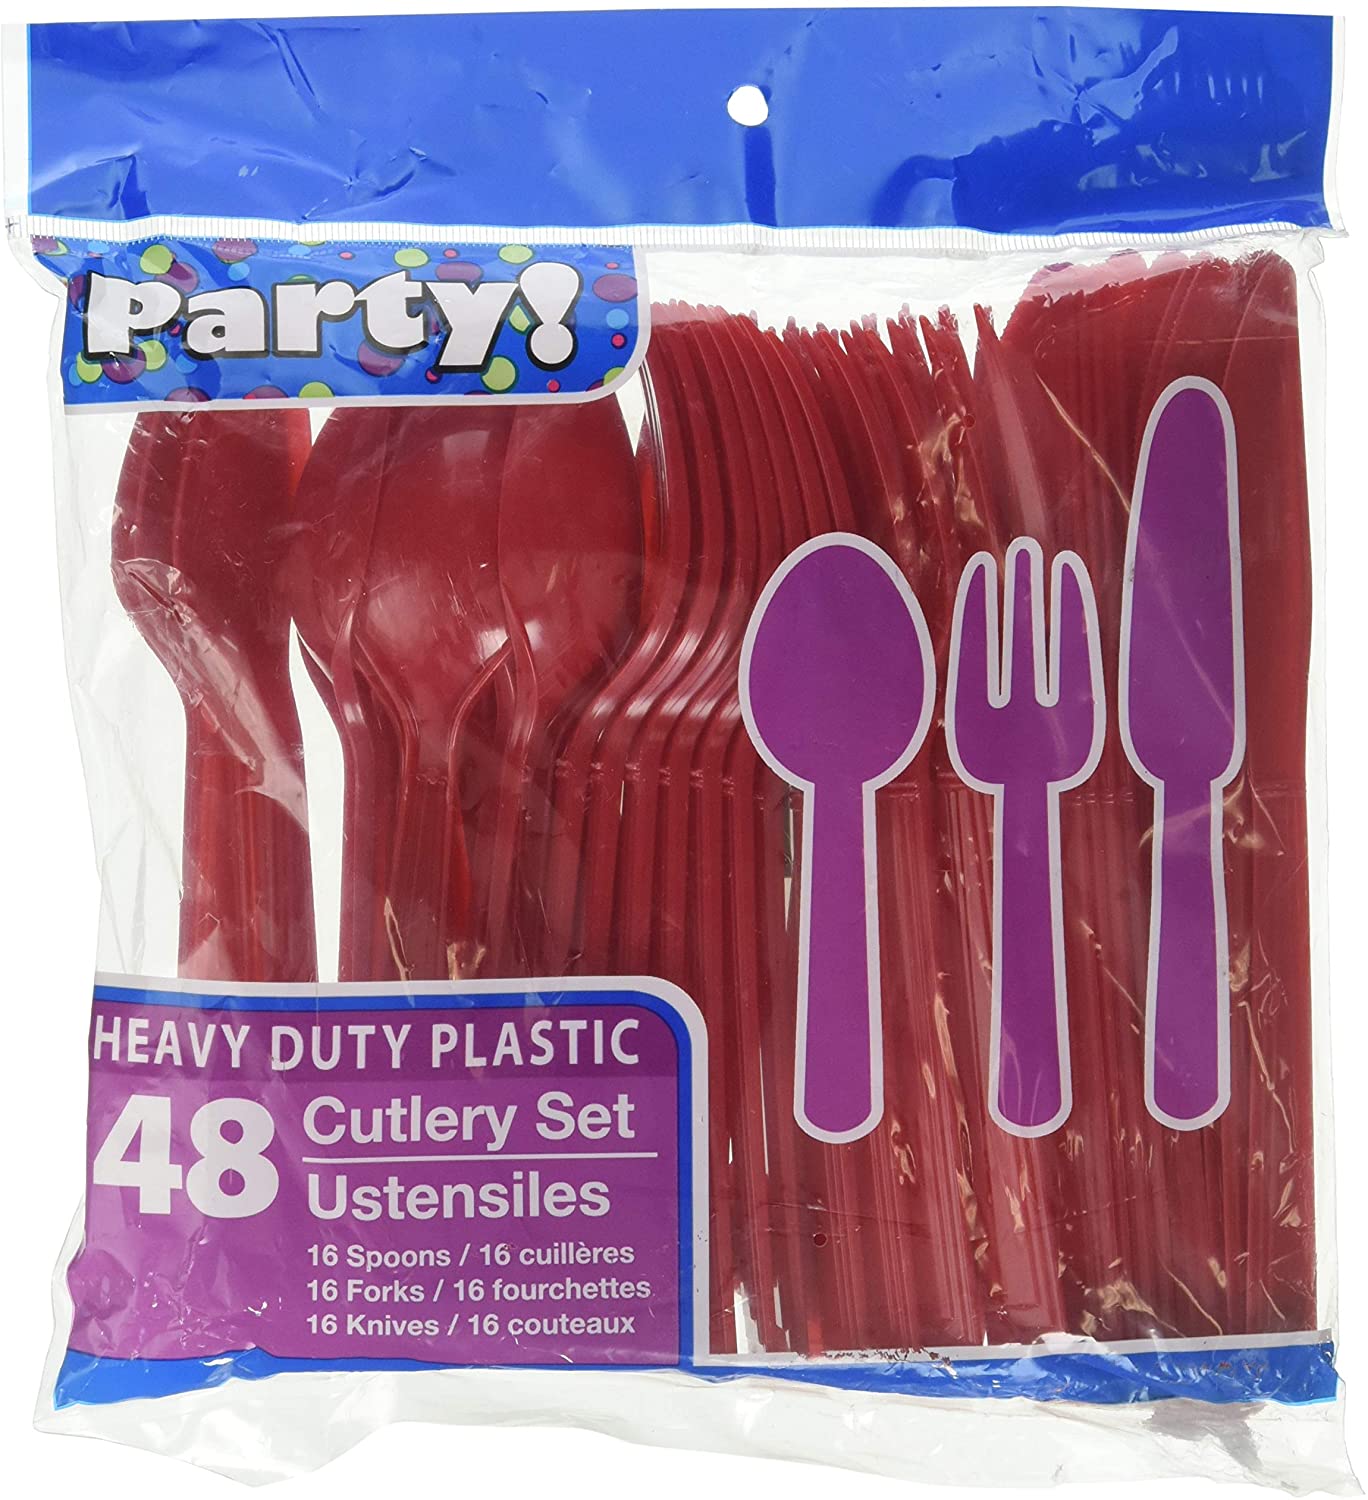 Party!
HEAVY DUTY PLASTIC
48
Cutlery Set
Ustensiles
16 Spoons / 16 cuillères
16 Forks / 16 fourchettes
16 Knives / 16 couteaux